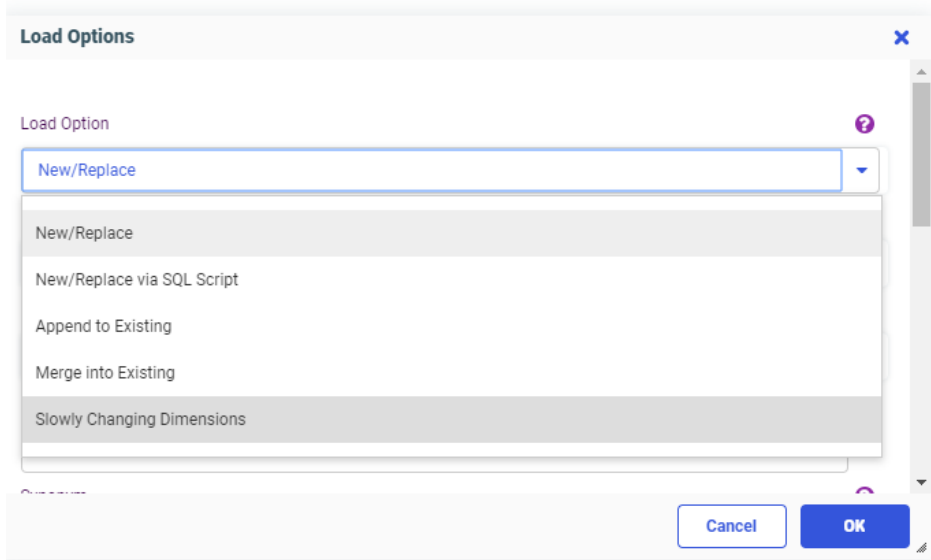 Load Options
Load Option
New/Replace
New/Replace
New/Replace via SQL Script
Append to Existing
Merge into Existing
Slowly Changing Dimensions
Cancel OK